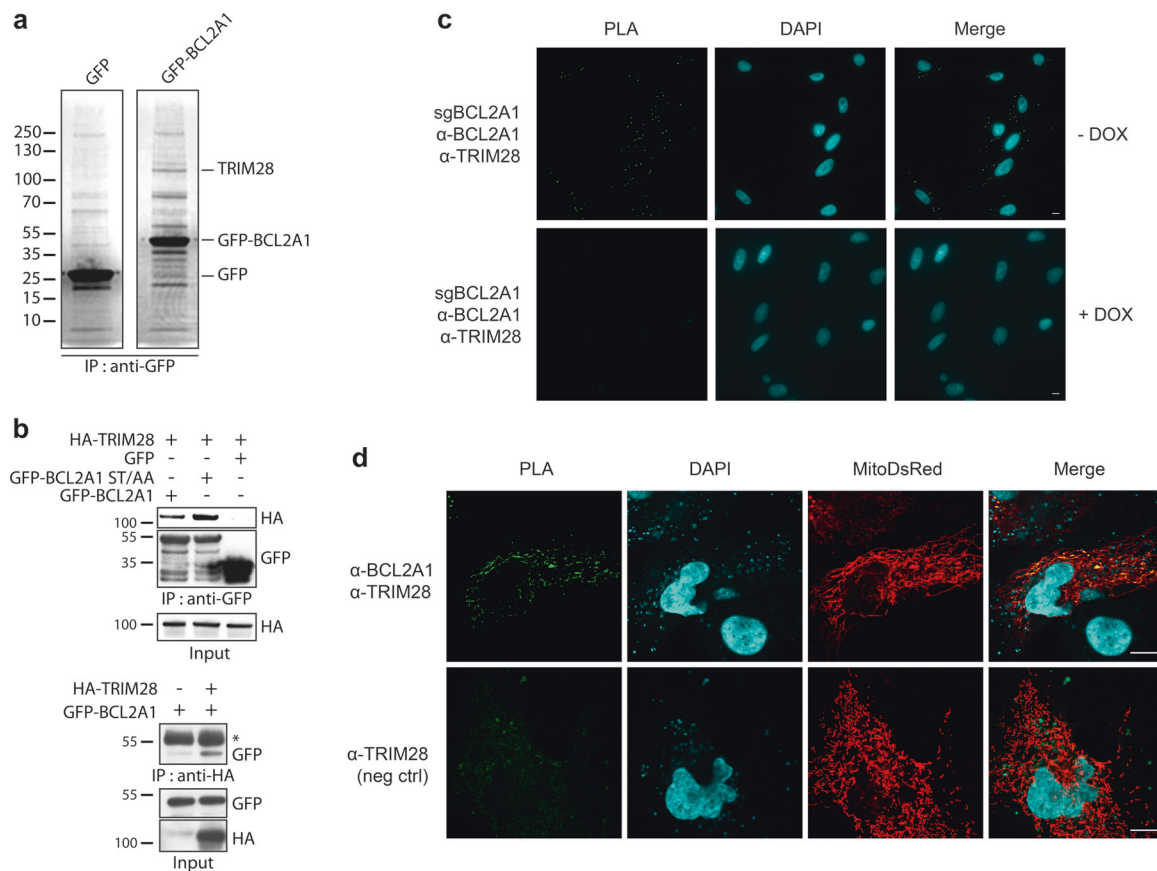 a
GFP
GFP-BCL2A1
250
130
100
70
55
35
25
15
10
TRIM28
GFP-BCL2A1
GFP
IP : anti-GFP
b
HA-TRIM28 + + +
GFP - - +
GFP-BCL2A1 ST/AA - + -
GFP-BCL2A1 + - -
100
HA
55
35
GFP
IP : anti-GFP
100
HA
Input
HA-TRIM28 - +
GFP-BCL2A1 + +
55
*
GFP
IP : anti-HA
55
GFP
100
HA
Input
c
PLA DAPI Merge
sgBCL2A1
α-BCL2A1
α-TRIM28
- DOX
sgBCL2A1
α-BCL2A1
α-TRIM28
+ DOX
d
PLA DAPI MitoDsRed Merge
α-BCL2A1
α-TRIM28
α-TRIM28
(neg ctrl)